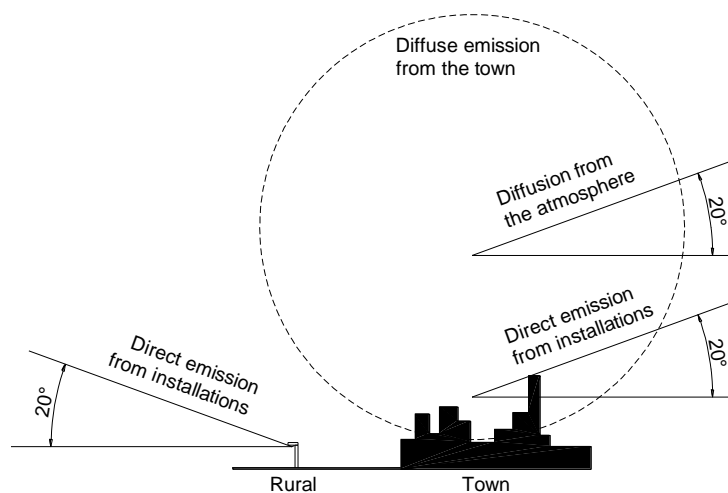 Diffuse emission
from the town
Diffusion from
the atmosphere
20°
Direct emission
from installations
20°
Direct emission
from installations
20°
Rural
Town